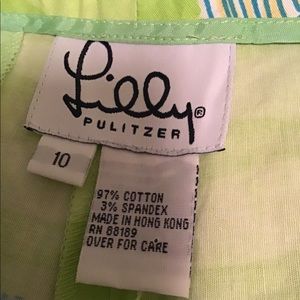 Lilly®
PULITZER
10
97% COTTON
3% SPANDEX
MADE IN HONG KONG
RN 88189
OVER FOR CARE